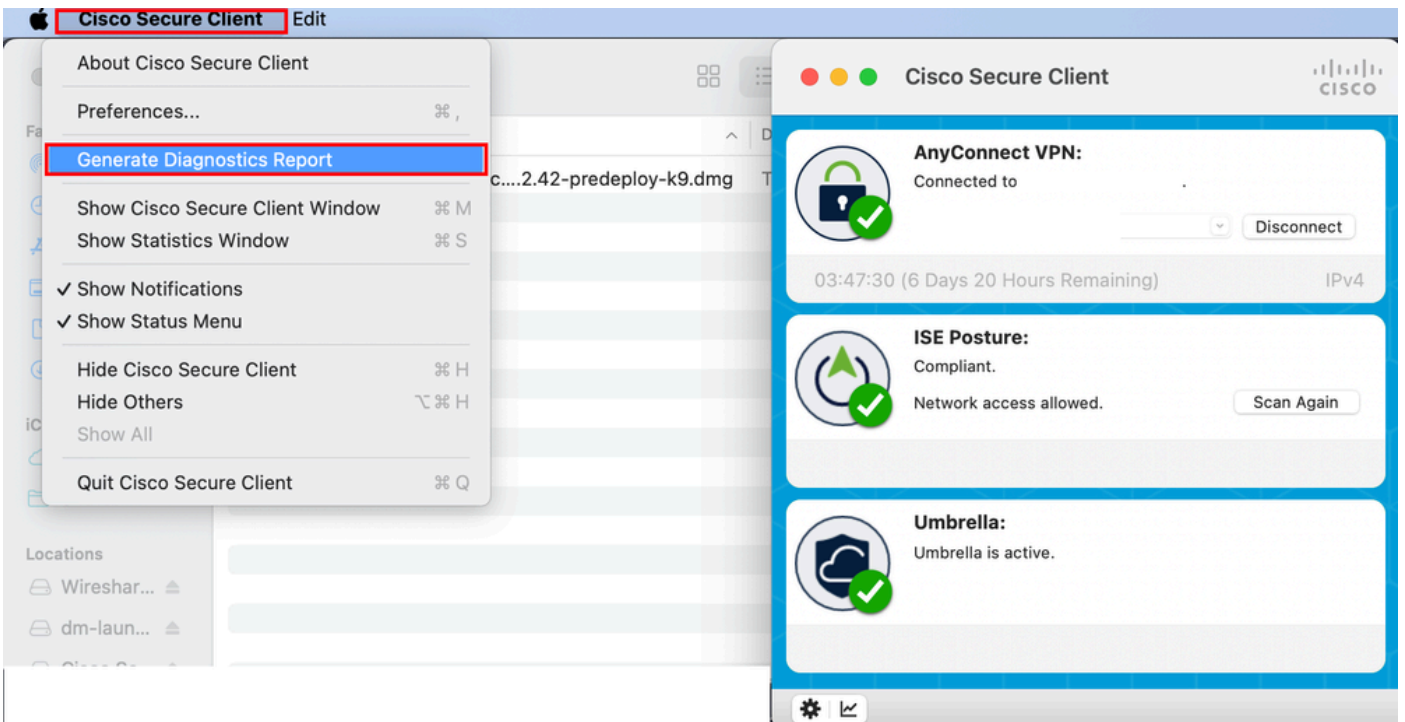 Cisco Secure Client Edit
About Cisco Secure Client
Preferences... ⌘ ,
Generate Diagnostics Report
Show Cisco Secure Client Window ⌘ M
Show Statistics Window ⌘ S
✓ Show Notifications
✓ Show Status Menu
Hide Cisco Secure Client ⌘ H
Hide Others ⌥ ⌘ H
Show All
Quit Cisco Secure Client ⌘ Q
Fa
iC
c....2.42-predeploy-k9.dmg
Locations
Wireshar...
dm-laun...
Cisco Secure Client
CISCO
AnyConnect VPN:
Connected to .
Disconnect
03:47:30 (6 Days 20 Hours Remaining) IPv4
ISE Posture:
Compliant.
Network access allowed.
Scan Again
Umbrella:
Umbrella is active.